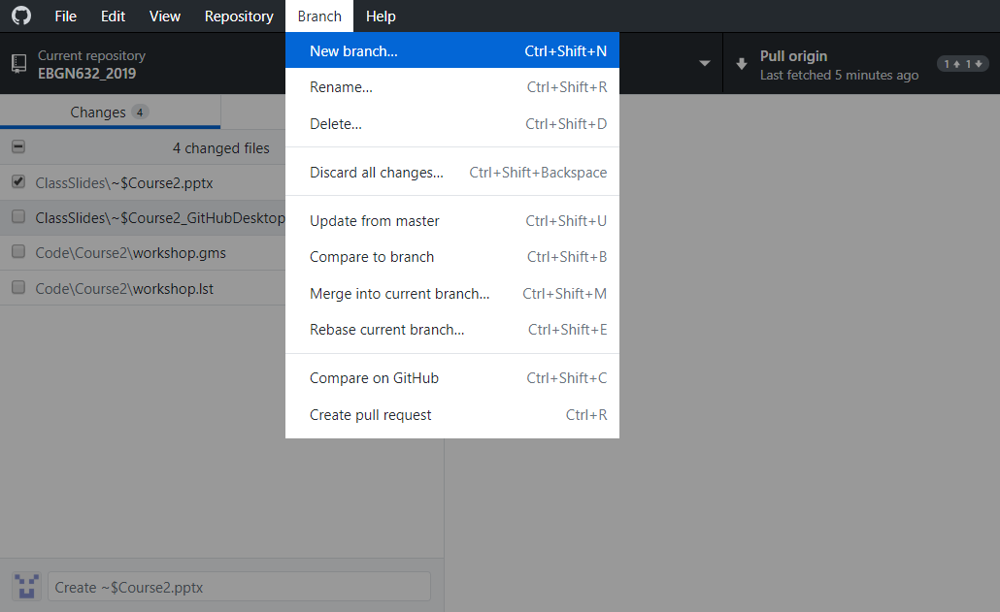 File Edit View Repository Branch Help
Current repository
EBGN632_2019
Pull origin
Last fetched 5 minutes ago
1 1
Changes 4
4 changed files
ClassSlides\~$Course2.pptx
ClassSlides\~$Course2_GitHubDesktop
Code\Course2\workshop.gms
Code\Course2\workshop.lst
New branch... Ctrl+Shift+N
Rename... Ctrl+Shift+R
Delete... Ctrl+Shift+D
Discard all changes... Ctrl+Shift+Backspace
Update from master Ctrl+Shift+U
Compare to branch Ctrl+Shift+B
Merge into current branch... Ctrl+Shift+M
Rebase current branch... Ctrl+Shift+E
Compare on GitHub Ctrl+Shift+C
Create pull request Ctrl+R
Create ~$Course2.pptx